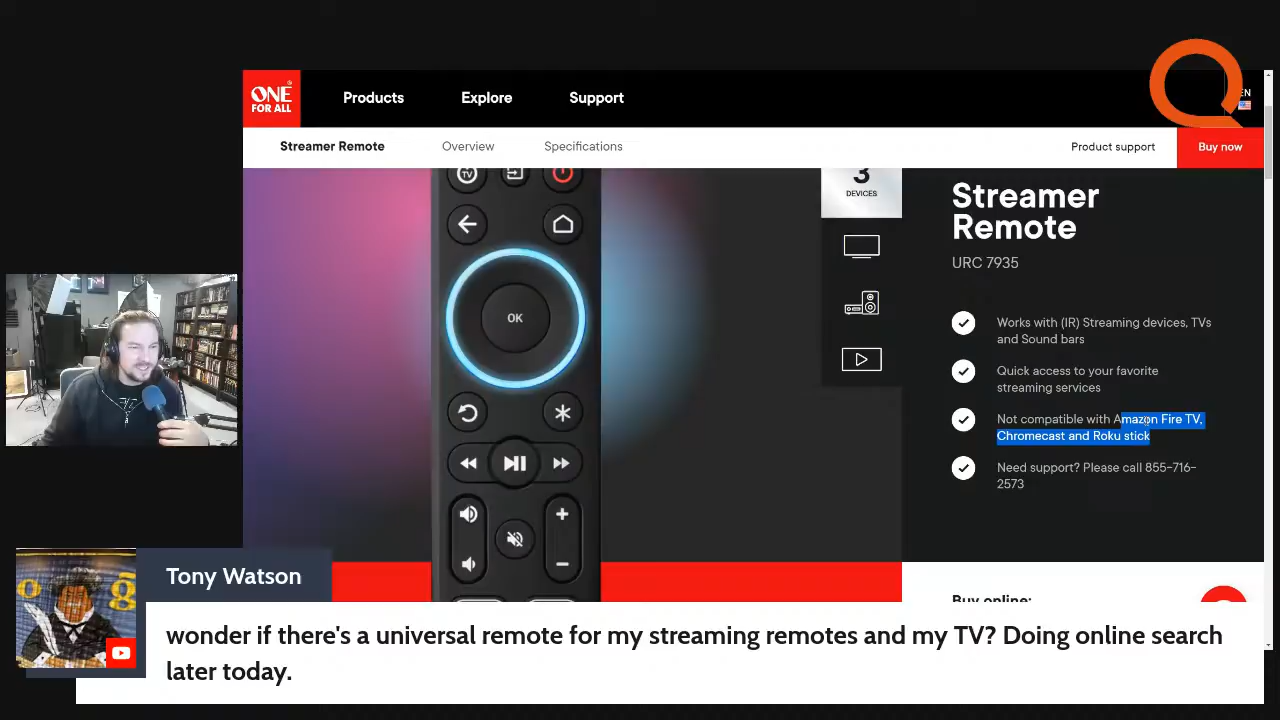 ONE
FOR ALL
Products
Explore
Support
EN
Streamer Remote
Overview
Specifications
Product support
Buy now
TV
3
DEVICES
Streamer
Remote
URC 7935
OK
Works with (IR) Streaming devices, TVs
and Sound bars
Quick access to your favorite
streaming services
Not compatible with Amazon Fire TV,
Chromecast and Roku stick
Need support? Please call 855-716-
2573
Buy online:
Tony Watson
wonder if there's a universal remote for my streaming remotes and my TV? Doing online search
later today.